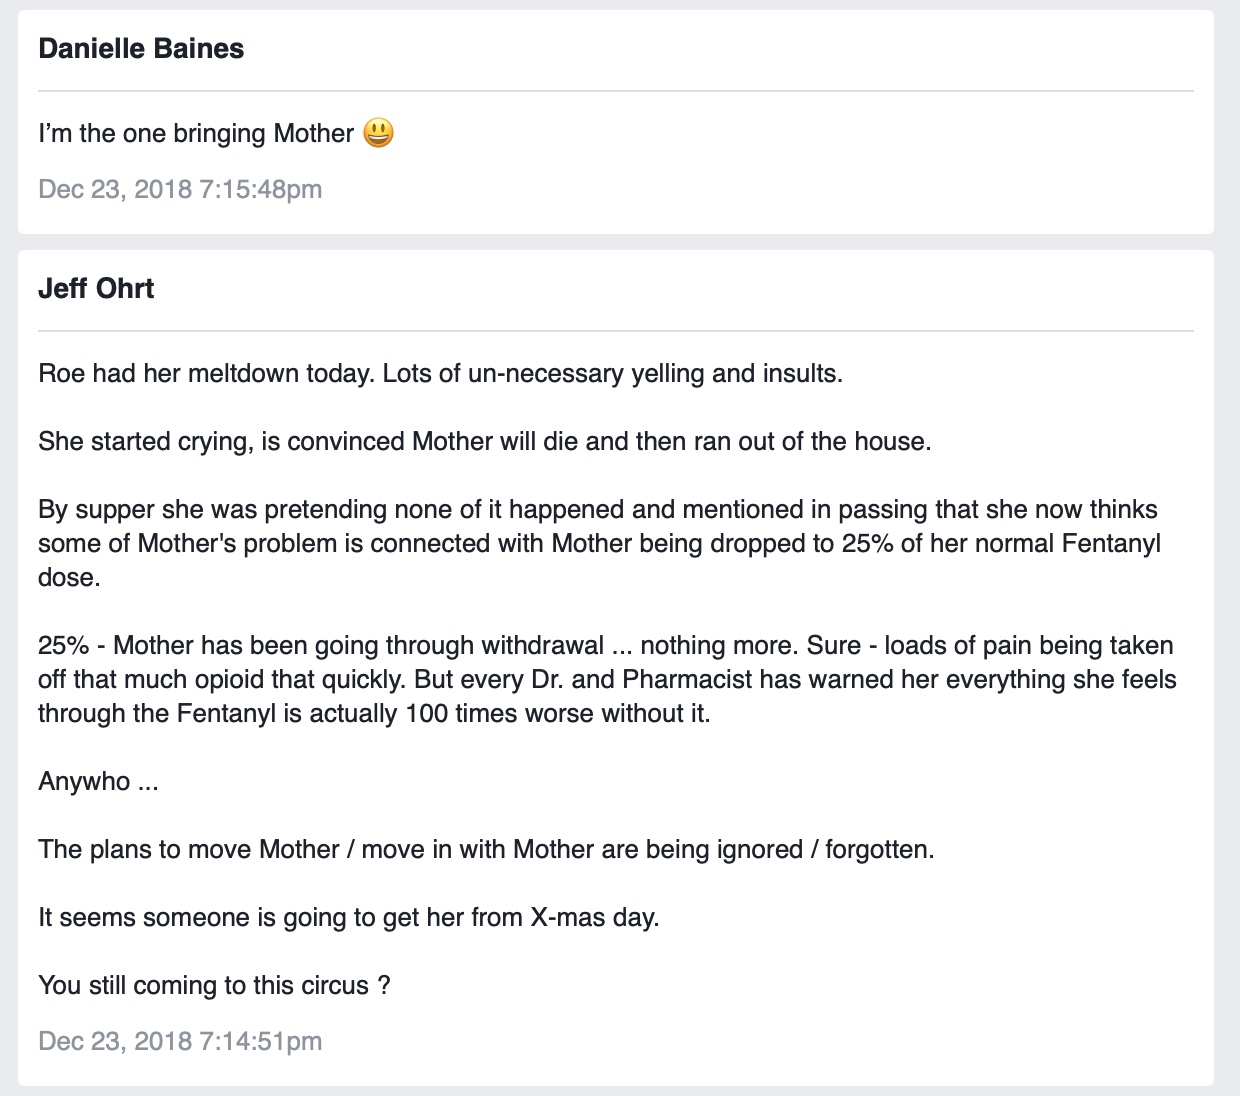 Danielle Baines
I’m the one bringing Mother 😃
Dec 23, 2018 7:15:48pm
Jeff Ohrt
Roe had her meltdown today. Lots of un-necessary yelling and insults.
She started crying, is convinced Mother will die and then ran out of the house.
By supper she was pretending none of it happened and mentioned in passing that she now thinks
some of Mother's problem is connected with Mother being dropped to 25% of her normal Fentanyl
dose.
25% - Mother has been going through withdrawal ... nothing more. Sure - loads of pain being taken
off that much opioid that quickly. But every Dr. and Pharmacist has warned her everything she feels
through the Fentanyl is actually 100 times worse without it.
Anywho ...
The plans to move Mother / move in with Mother are being ignored / forgotten.
It seems someone is going to get her from X-mas day.
You still coming to this circus ?
Dec 23, 2018 7:14:51pm